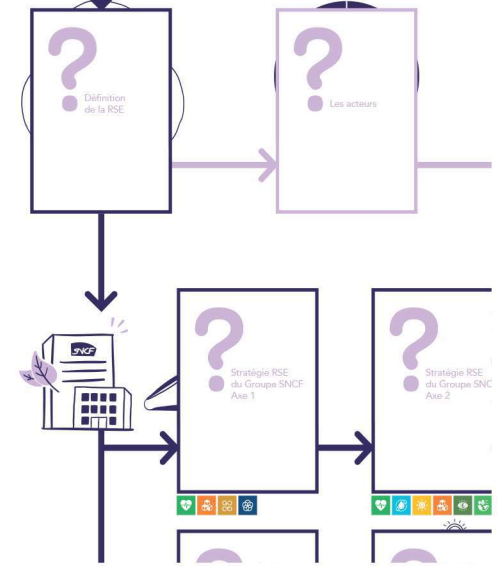 ?
Définition
de la RSE
?
Les acteurs
SNCF
?
Stratégie RSE
du Groupe SNCF
Axe 1
?
Stratégie RSE
du Groupe SNC
Axe 2